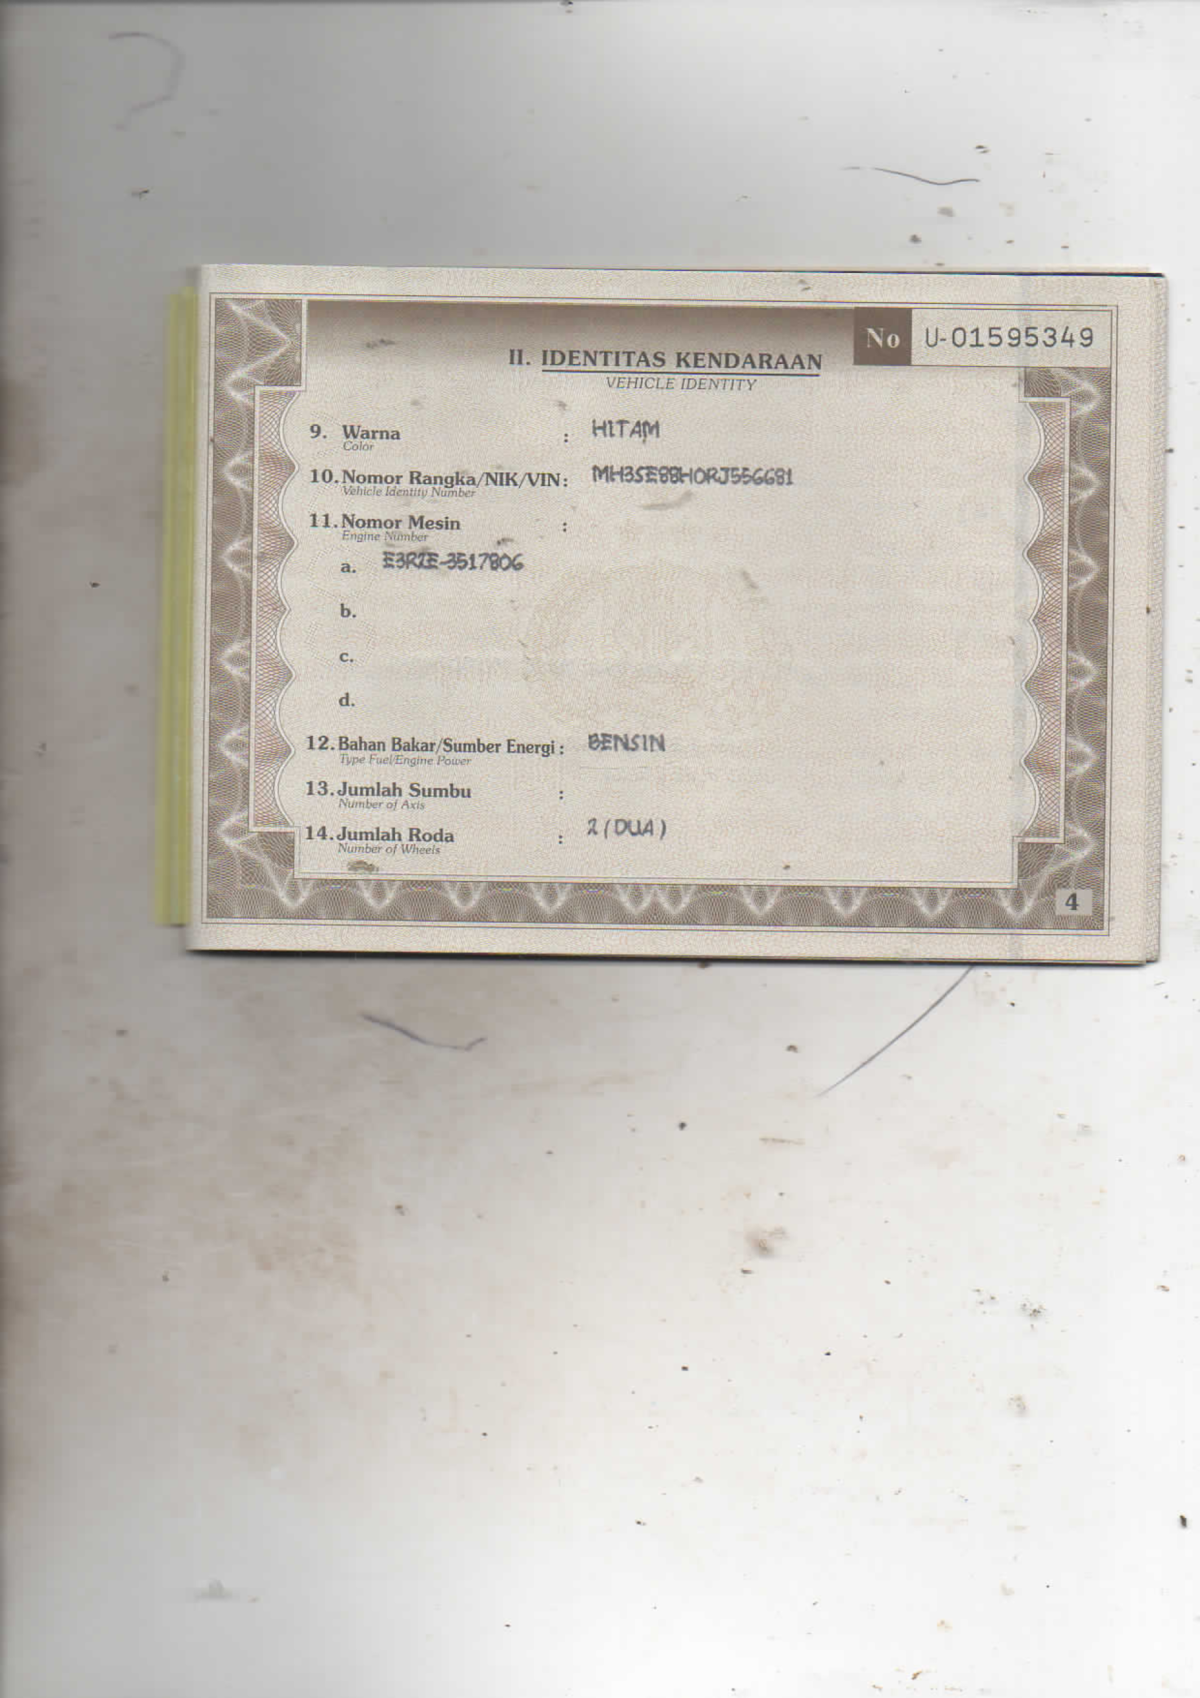 No U-01595349
II. IDENTITAS KENDARAAN
VEHICLE IDENTITY
9. Warna : HITAM
Color
10. Nomor Rangka/NIK/VIN : MH3SE88H0RJ556681
Vehicle Identity Number
11. Nomor Mesin :
Engine Number
a. E3R2E-3517806
b.
c.
d.
12. Bahan Bakar/Sumber Energi : BENSIN
Type Fuel/Engine Power
13. Jumlah Sumbu :
Number of Axis
14. Jumlah Roda : 2 (DUA)
Number of Wheels
4